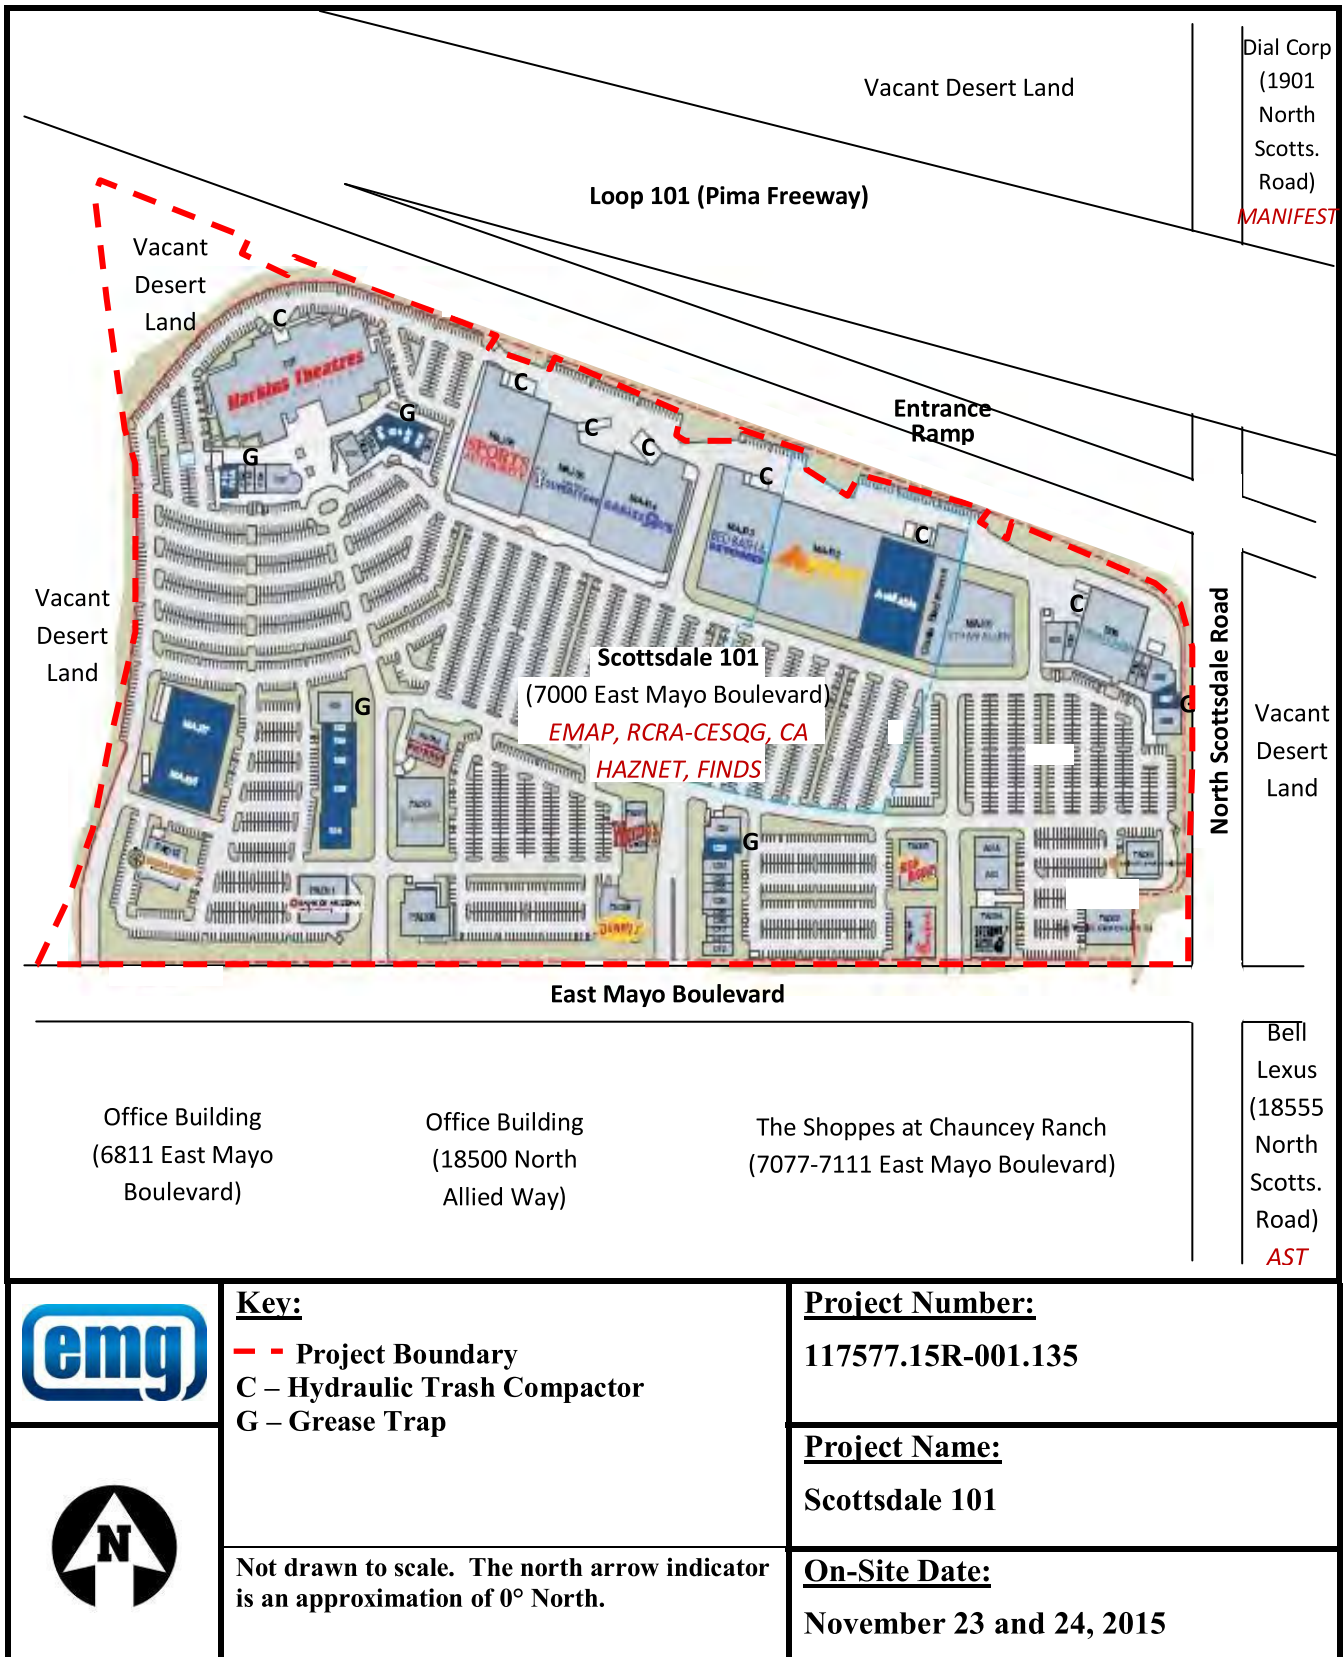 Vacant Desert Land
Dial Corp
(1901
North
Scotts.
Road)
MANIFEST
Loop 101 (Pima Freeway)
Vacant
Desert
Land
C
Harkins Theatres
C
G
C
C
Entrance
Ramp
G
SPORTS
C
C
Vacant
Desert
Land
C
Available
Scottsdale 101
(7000 East Mayo Boulevard)
EMAP, RCRA-CESQG, CA
HAZNET, FINDS
G
G
North Scottsdale Road
Vacant
Desert
Land
Wendy's
G
Denny's
East Mayo Boulevard
Office Building
(6811 East Mayo
Boulevard)
Office Building
(18500 North
Allied Way)
The Shoppes at Chauncey Ranch
(7077-7111 East Mayo Boulevard)
Bell
Lexus
(18555
North
Scotts.
Road)
AST
emg
Key:
Project Boundary
C – Hydraulic Trash Compactor
G – Grease Trap
Project Number:
117577.15R-001.135
Project Name:
Scottsdale 101
N
Not drawn to scale. The north arrow indicator
is an approximation of 0° North.
On-Site Date:
November 23 and 24, 2015